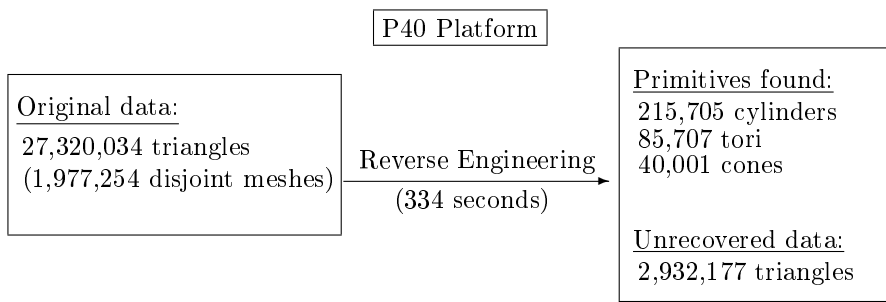 P40 Platform
Original data:
27,320,034 triangles
(1,977,254 disjoint meshes)
Reverse Engineering
(334 seconds)
Primitives found:
215,705 cylinders
85,707 tori
40,001 cones
Unrecovered data:
2,932,177 triangles